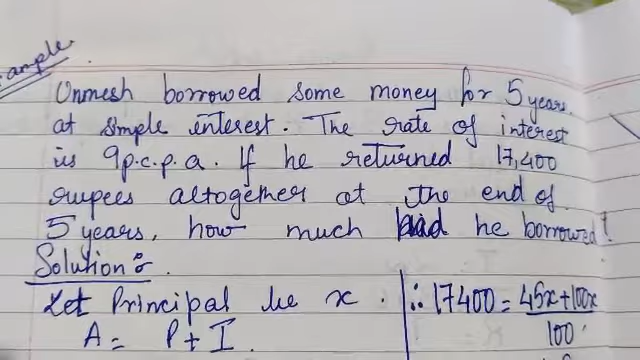 Example.
Unmesh borrowed some money for 5 years.
at simple interest. The rate of interest
is 9p.c.p.a. If he returned 17,400
rupees altogether at the end of
5 years, how much had he borrowed!
Solution:
Let Principal be x.
A = P + I.
∴ 17400 = 45x+100x
100